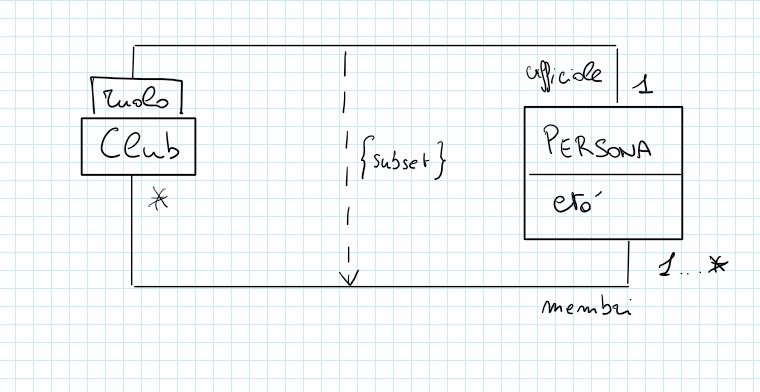 ufficiale
1
ruolo
Club
PERSONA
{subset}
*
età
1...*
membri